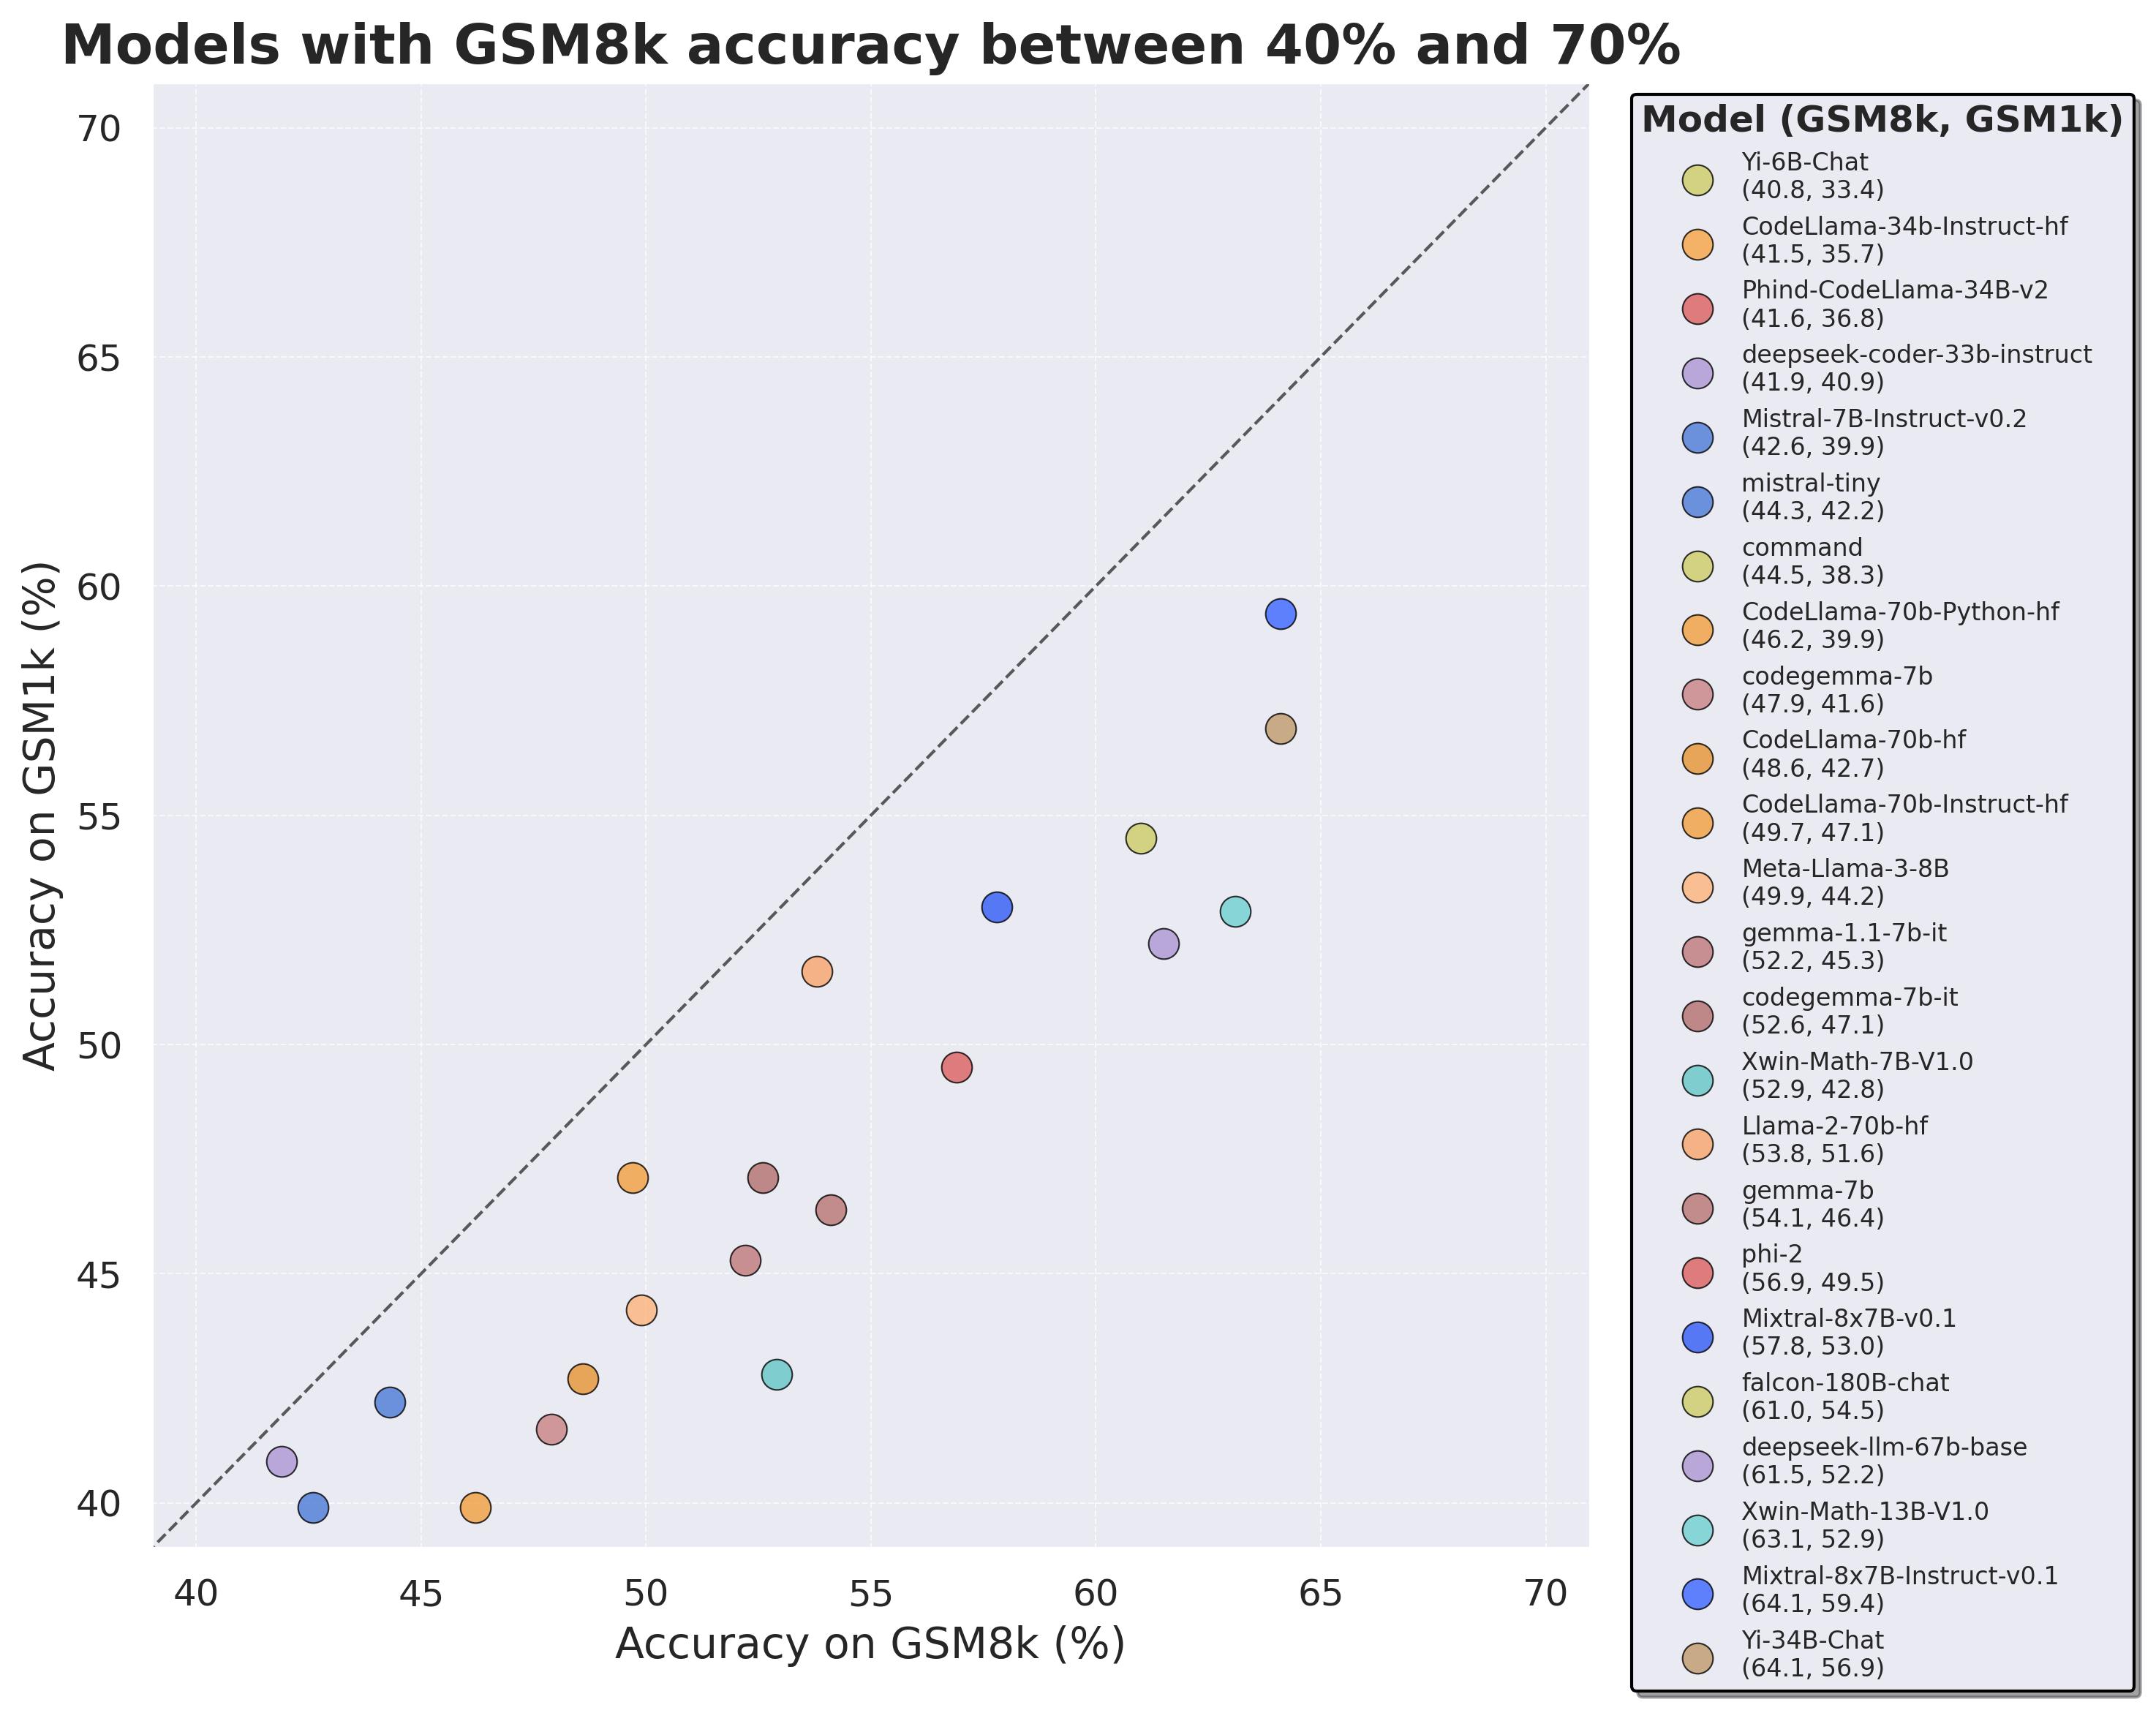 Models with GSM8k accuracy between 40% and 70%
Accuracy on GSM1k (%)
70
65
60
55
50
45
40
40 45 50 55 60 65 70
Accuracy on GSM8k (%)
Model (GSM8k, GSM1k)
Yi-6B-Chat
(40.8, 33.4)
CodeLlama-34b-Instruct-hf
(41.5, 35.7)
Phind-CodeLlama-34B-v2
(41.6, 36.8)
deepseek-coder-33b-instruct
(41.9, 40.9)
Mistral-7B-Instruct-v0.2
(42.6, 39.9)
mistral-tiny
(44.3, 42.2)
command
(44.5, 38.3)
CodeLlama-70b-Python-hf
(46.2, 39.9)
codegemma-7b
(47.9, 41.6)
CodeLlama-70b-hf
(48.6, 42.7)
CodeLlama-70b-Instruct-hf
(49.7, 47.1)
Meta-Llama-3-8B
(49.9, 44.2)
gemma-1.1-7b-it
(52.2, 45.3)
codegemma-7b-it
(52.6, 47.1)
Xwin-Math-7B-V1.0
(52.9, 42.8)
Llama-2-70b-hf
(53.8, 51.6)
gemma-7b
(54.1, 46.4)
phi-2
(56.9, 49.5)
Mixtral-8x7B-v0.1
(57.8, 53.0)
falcon-180B-chat
(61.0, 54.5)
deepseek-llm-67b-base
(61.5, 52.2)
Xwin-Math-13B-V1.0
(63.1, 52.9)
Mixtral-8x7B-Instruct-v0.1
(64.1, 59.4)
Yi-34B-Chat
(64.1, 56.9)